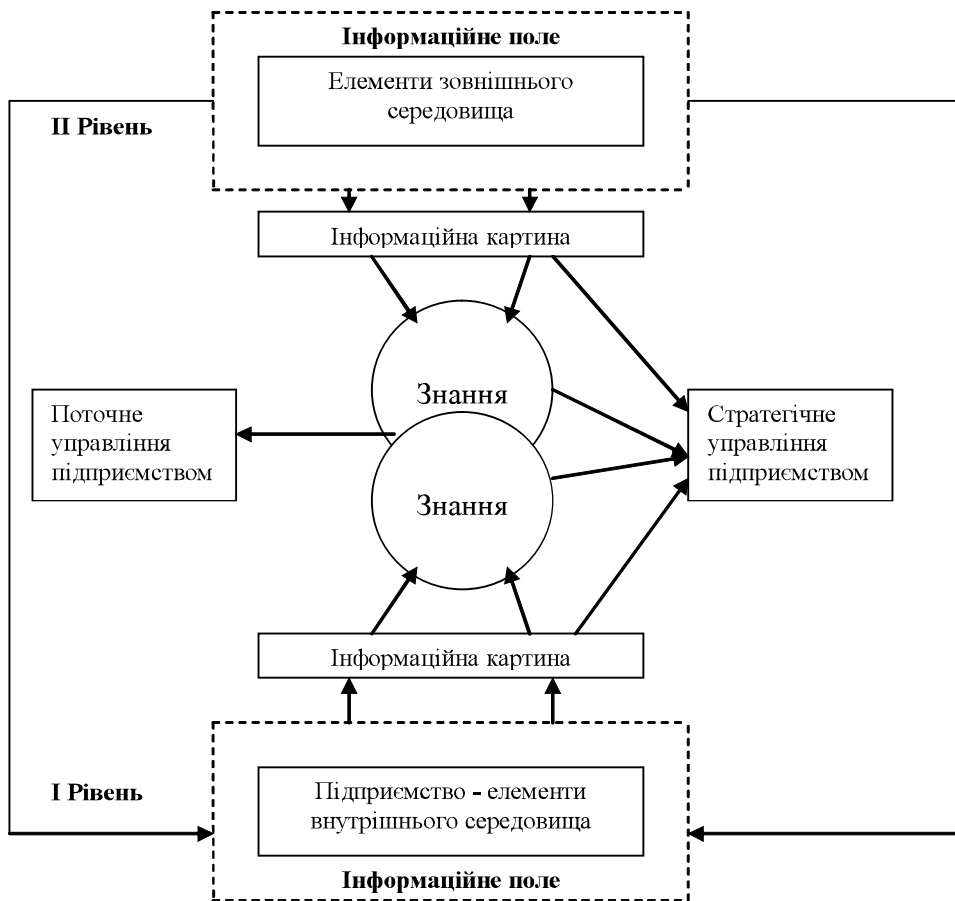 Інформаційне поле
Елементи зовнішнього
середовища
II Рівень
Інформаційна картина
Знання
Поточне
управління
підприємством
Стратегічне
управління
підприємством
Знання
Інформаційна картина
I Рівень
Підприємство - елементи
внутрішнього середовища
Інформаційне поле